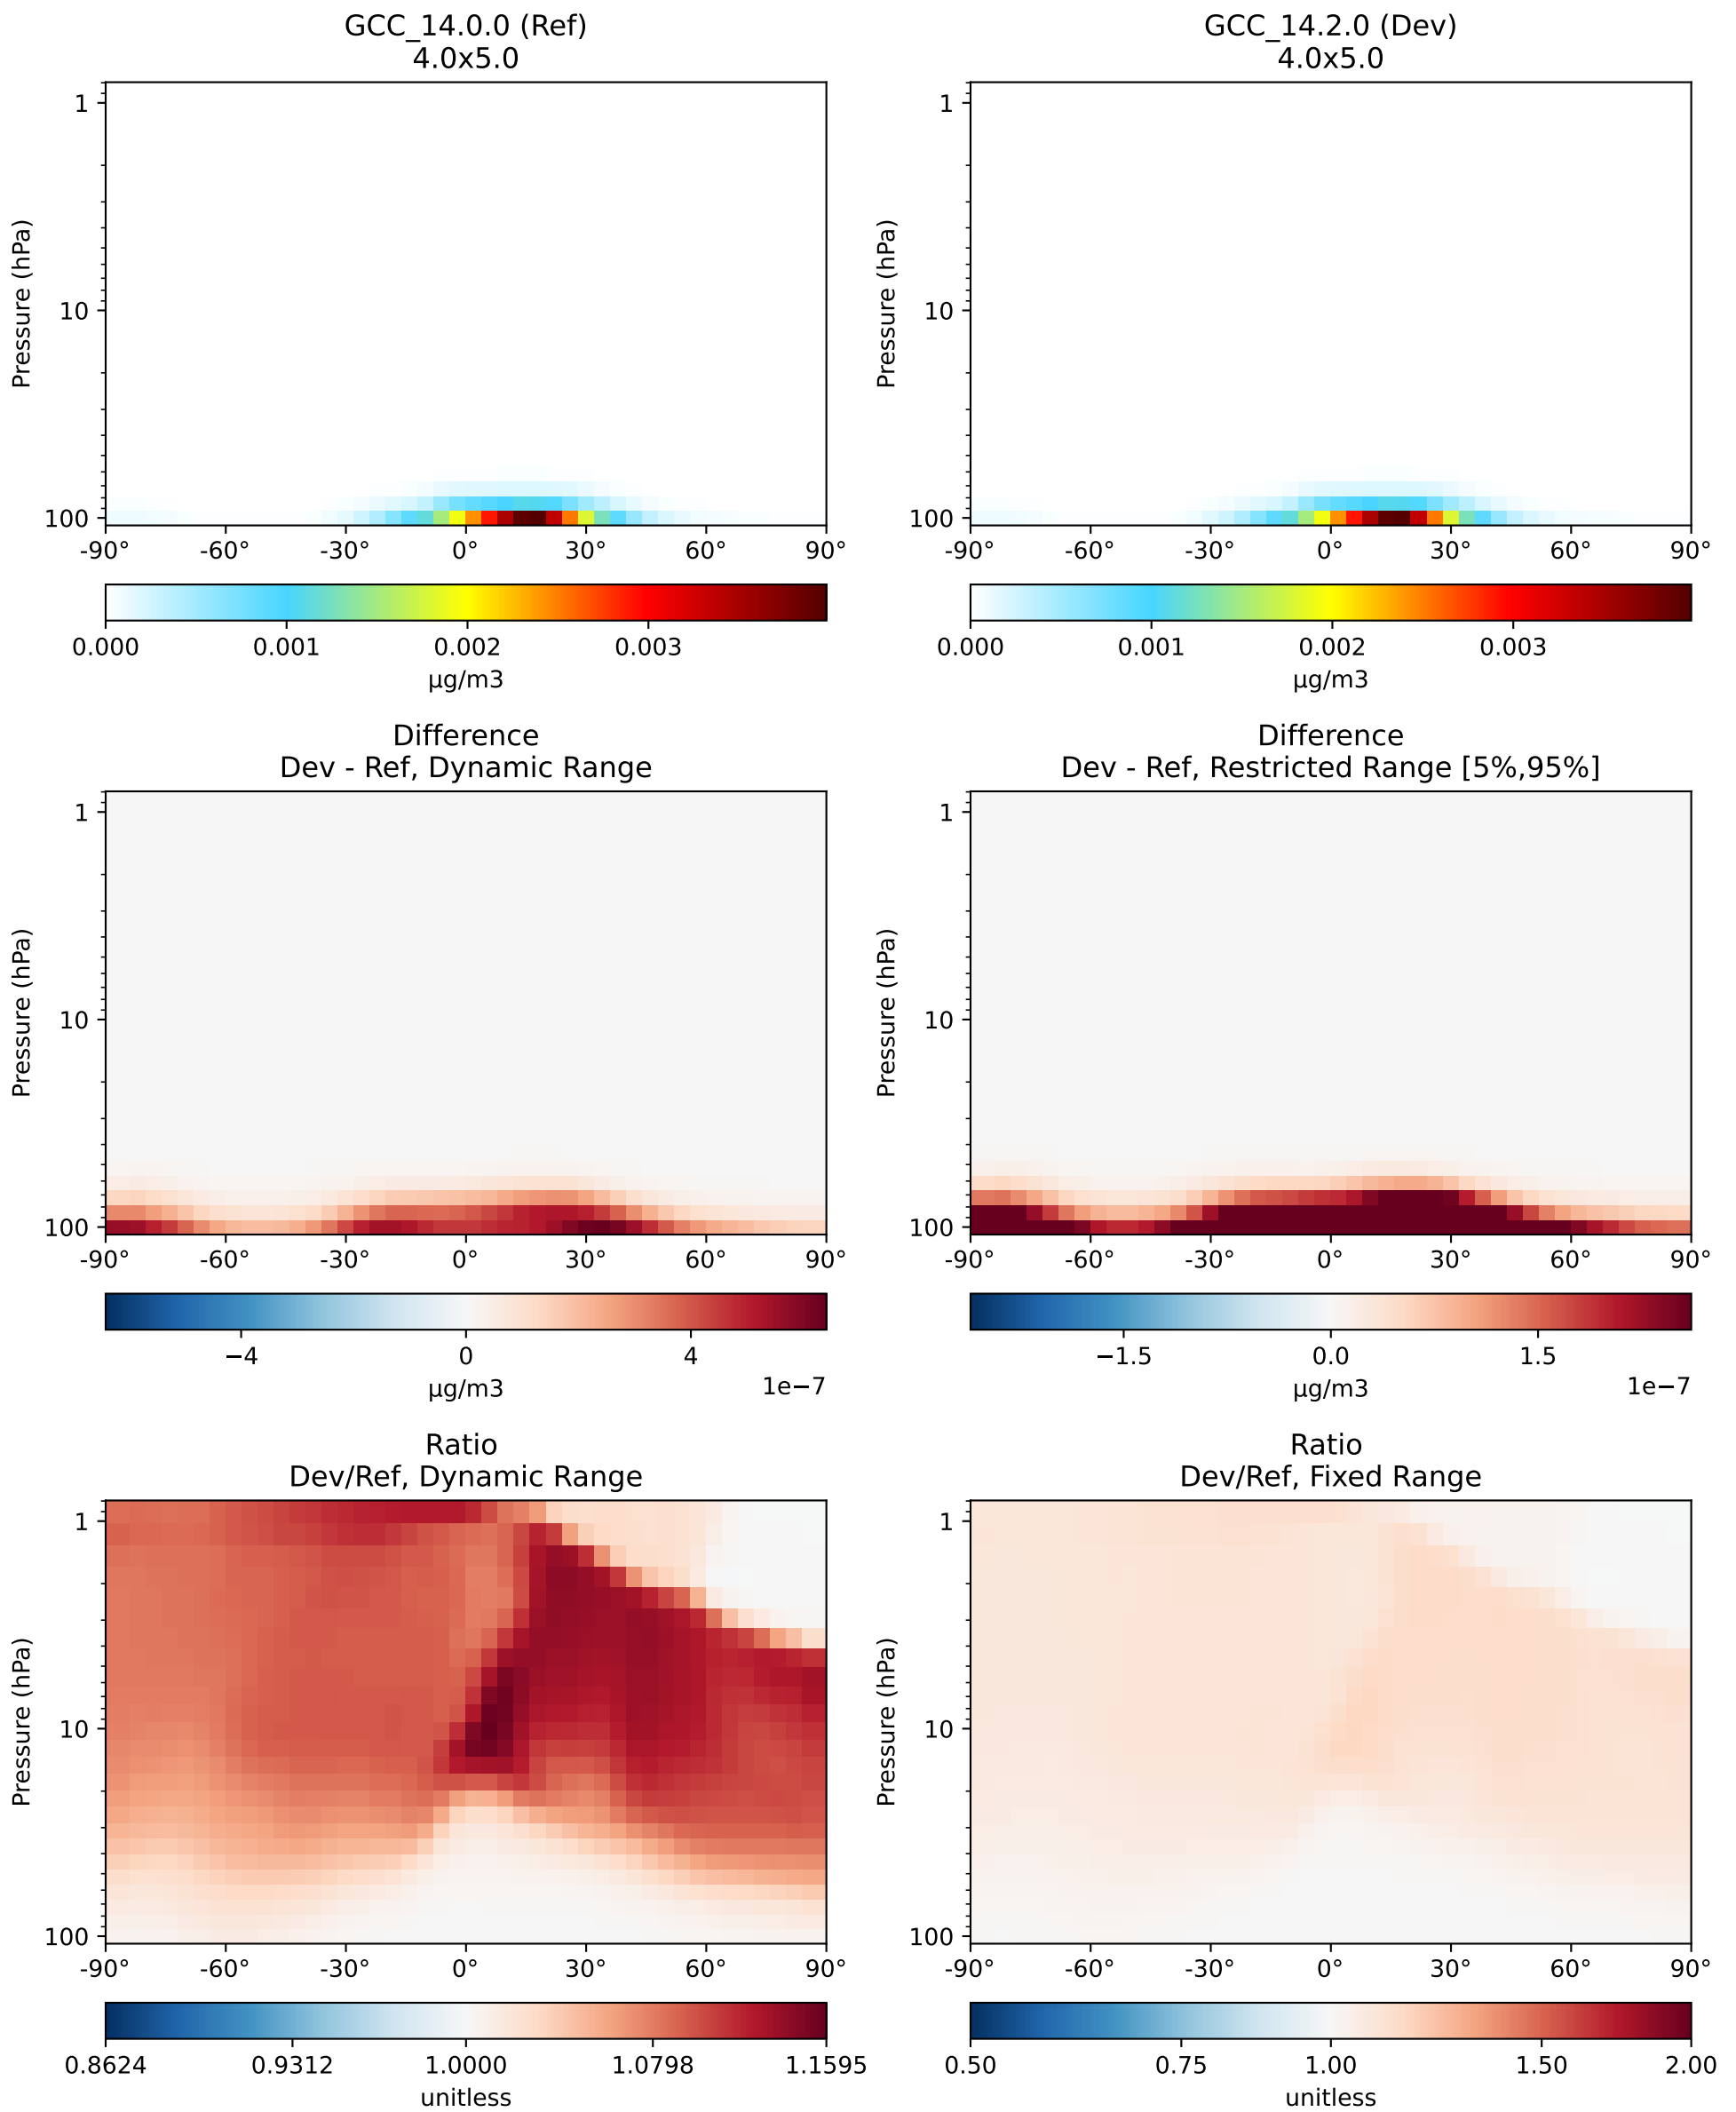 GCC_14.0.0 (Ref)
4.0x5.0
Pressure (hPa)
1
10
100
-90° -60° -30° 0° 30° 60° 90°
0.000 0.001 0.002 0.003
µg/m3
GCC_14.2.0 (Dev)
4.0x5.0
Pressure (hPa)
1
10
100
-90° -60° -30° 0° 30° 60° 90°
0.000 0.001 0.002 0.003
µg/m3
Difference
Dev - Ref, Dynamic Range
Pressure (hPa)
1
10
100
-90° -60° -30° 0° 30° 60° 90°
−4 0 4
µg/m3 1e−7
Difference
Dev - Ref, Restricted Range [5%,95%]
Pressure (hPa)
1
10
100
-90° -60° -30° 0° 30° 60° 90°
−1.5 0.0 1.5
µg/m3 1e−7
Ratio
Dev/Ref, Dynamic Range
Pressure (hPa)
1
10
100
-90° -60° -30° 0° 30° 60° 90°
0.8624 0.9312 1.0000 1.0798 1.1595
unitless
Ratio
Dev/Ref, Fixed Range
Pressure (hPa)
1
10
100
-90° -60° -30° 0° 30° 60° 90°
0.50 0.75 1.00 1.50 2.00
unitless